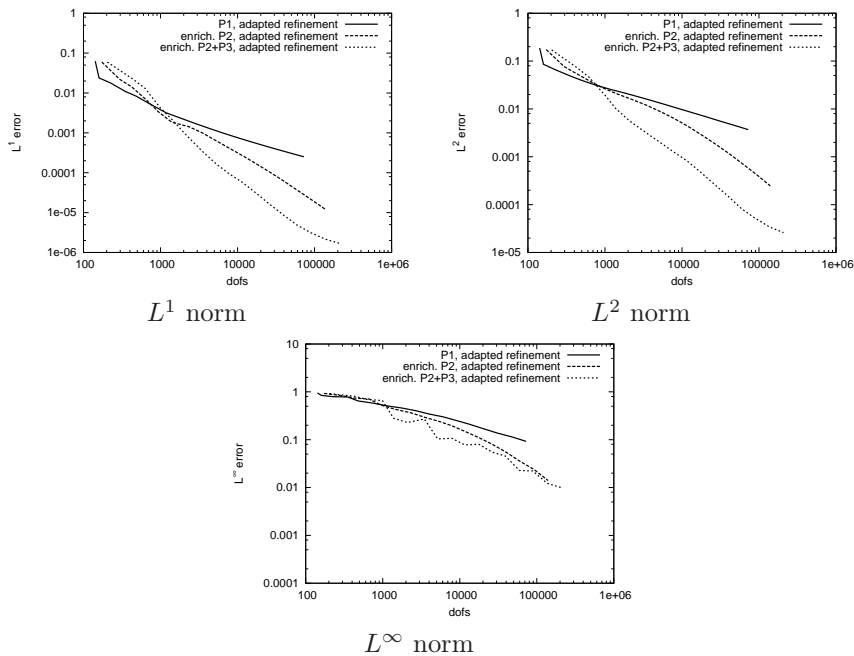 1
0.1
0.01
0.001
0.0001
1e-05
1e-06
100 1000 10000 100000 1e+06
L1 error
dofs
P1, adapted refinement
enrich. P2, adapted refinement
enrich. P2+P3, adapted refinement
L^1 norm
1
0.1
0.01
0.001
0.0001
1e-05
100 1000 10000 100000 1e+06
L2 error
dofs
P1, adapted refinement
enrich. P2, adapted refinement
enrich. P2+P3, adapted refinement
L^2 norm
10
1
0.1
0.01
0.001
0.0001
100 1000 10000 100000 1e+06
L∞ error
dofs
P1, adapted refinement
enrich. P2, adapted refinement
enrich. P2+P3, adapted refinement
L^∞ norm